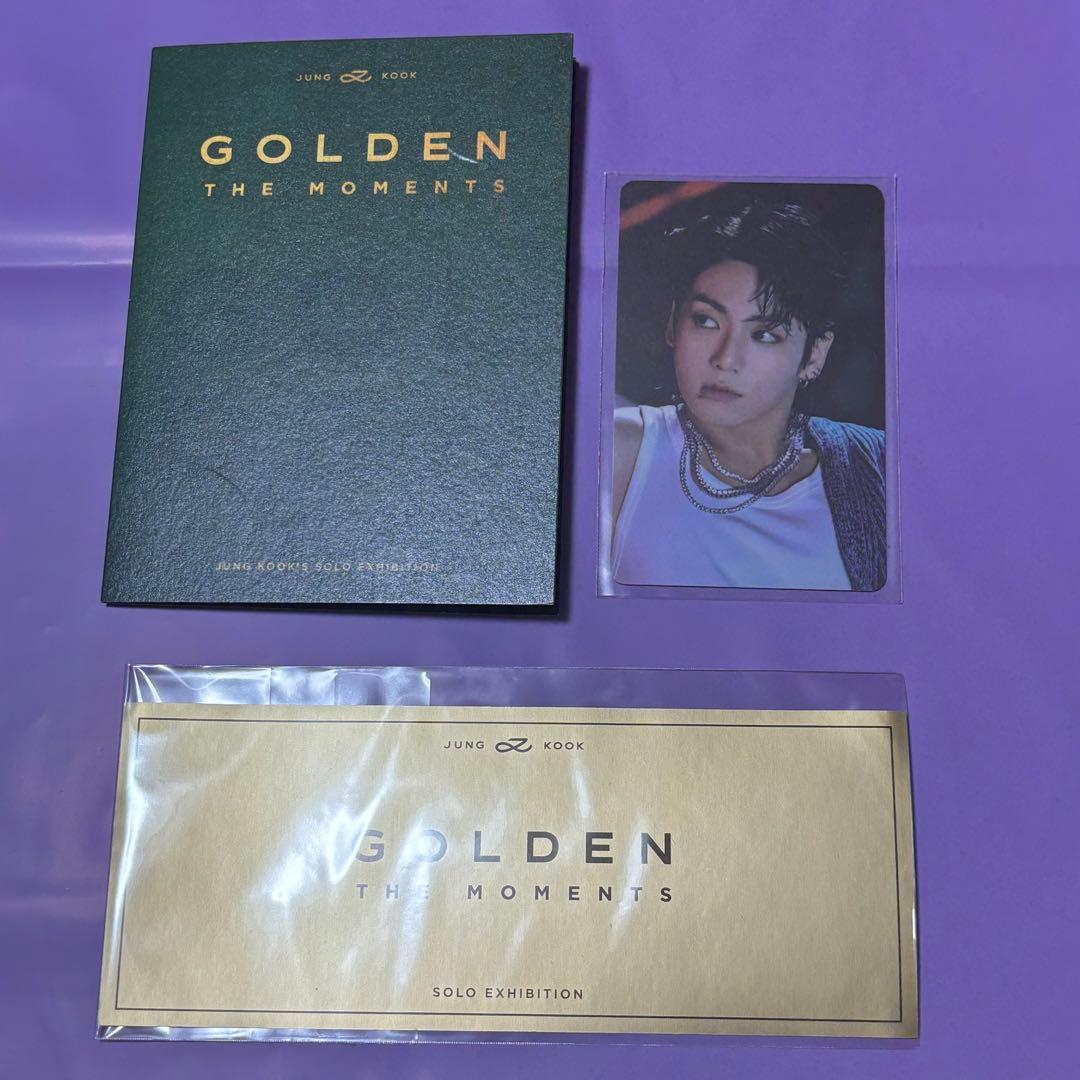 JUNG KOOK
GOLDEN
THE MOMENTS
JUNG KOOK'S SOLO EXHIBITION
JUNG KOOK
GOLDEN
THE MOMENTS
SOLO EXHIBITION